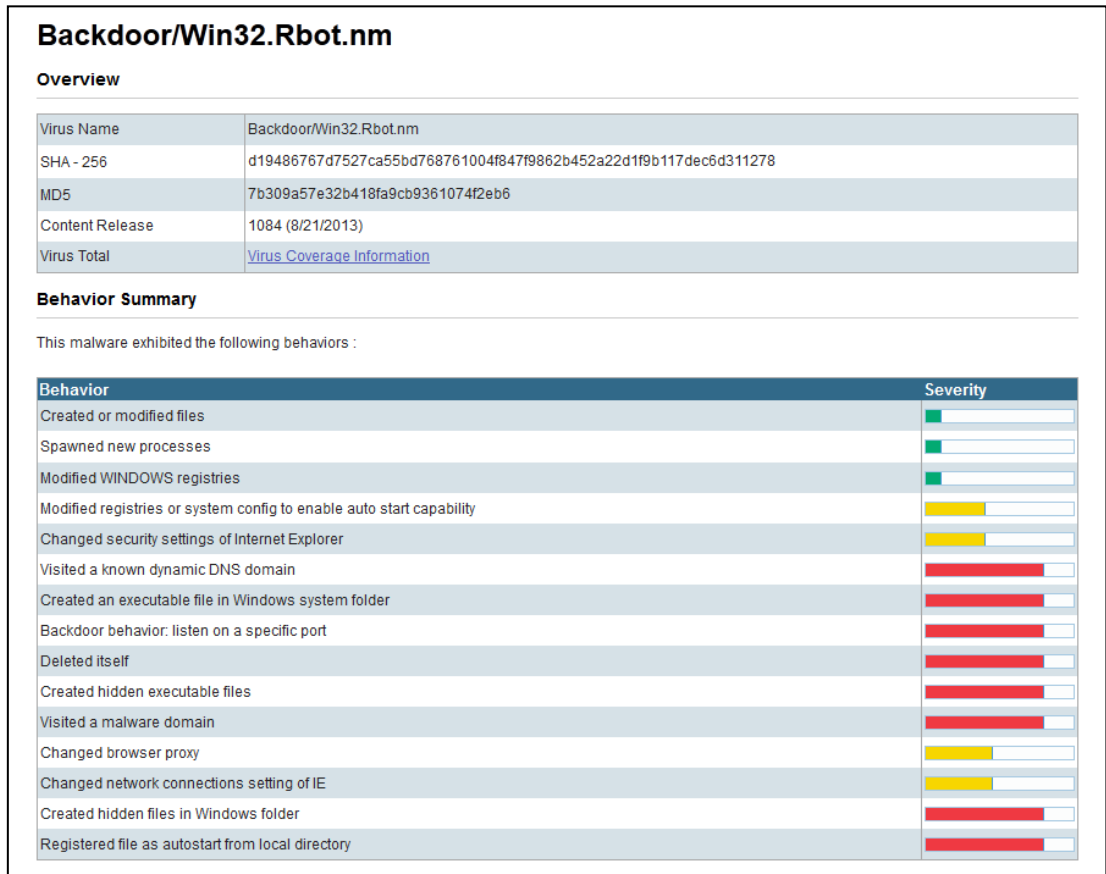 Backdoor/Win32.Rbot.nm
Overview
Virus Name Backdoor/Win32.Rbot.nm
SHA - 256 d19486767d7527ca55bd768761004f847f9862b452a22d1f9b117dec6d311278
MD5 7b309a57e32b418fa9cb9361074f2eb6
Content Release 1084 (8/21/2013)
Virus Total Virus Coverage Information
Behavior Summary
This malware exhibited the following behaviors :
Behavior Severity
Created or modified files
Spawned new processes
Modified WINDOWS registries
Modified registries or system config to enable auto start capability
Changed security settings of Internet Explorer
Visited a known dynamic DNS domain
Created an executable file in Windows system folder
Backdoor behavior: listen on a specific port
Deleted itself
Created hidden executable files
Visited a malware domain
Changed browser proxy
Changed network connections setting of IE
Created hidden files in Windows folder
Registered file as autostart from local directory